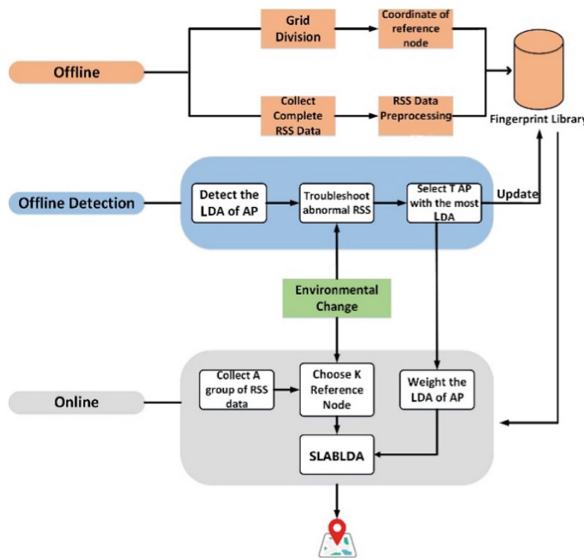 Grid
Division
Coordinate of
reference
node
Offline
Collect
Complete
RSS Data
RSS Data
Preprocessing
Fingerprint Library
Offline Detection
Detect the
LDA of AP
Troubleshoot
abnormal RSS
Select T AP
with the most
LDA
Update
Environmental
Change
Online
Collect A
group of RSS
data
Choose K
Reference
Node
Weight the
LDA of AP
SLABLDA